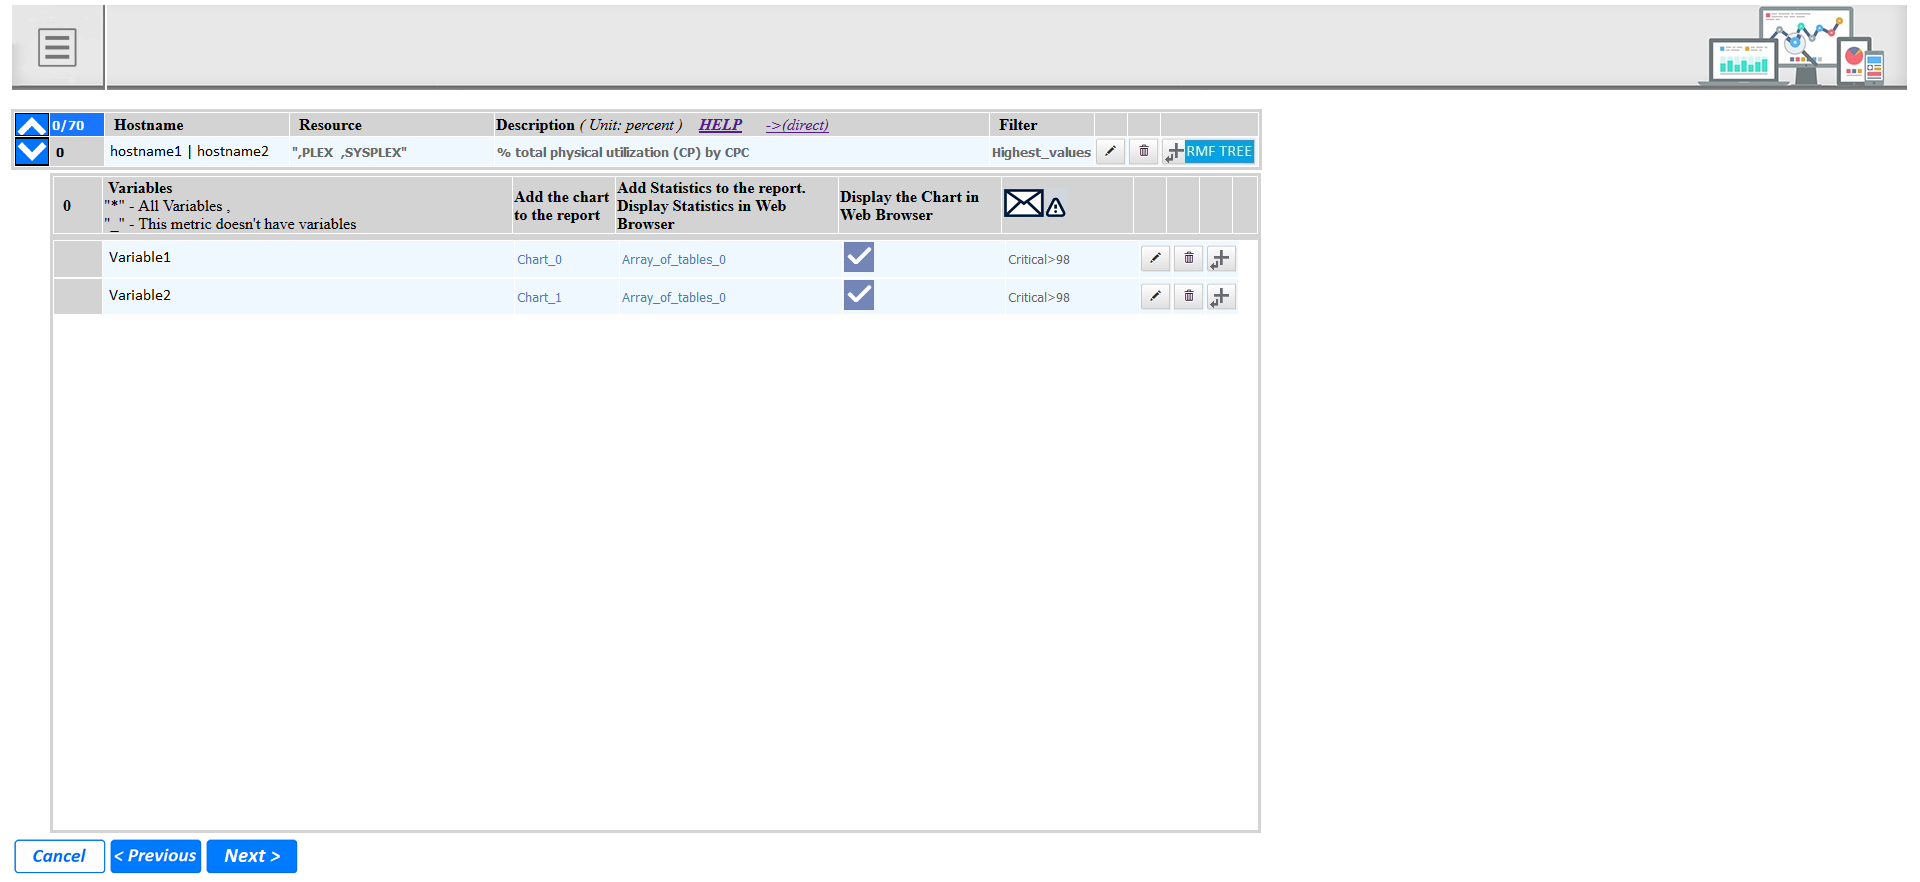 0/70 Hostname Resource Description ( Unit: percent ) HELP ->(direct) Filter
0 hostname1 | hostname2 ",PLEX ,SYSPLEX" % total physical utilization (CP) by CPC Highest_values RMF TREE
0
Variables
"*" - All Variables ,
"_" - This metric doesn't have variables
Add the chart
to the report
Add Statistics to the report.
Display Statistics in Web
Browser
Display the Chart in
Web Browser
Variable1 Chart_0 Array_of_tables_0 Critical>98
Variable2 Chart_1 Array_of_tables_0 Critical>98
Cancel < Previous Next >